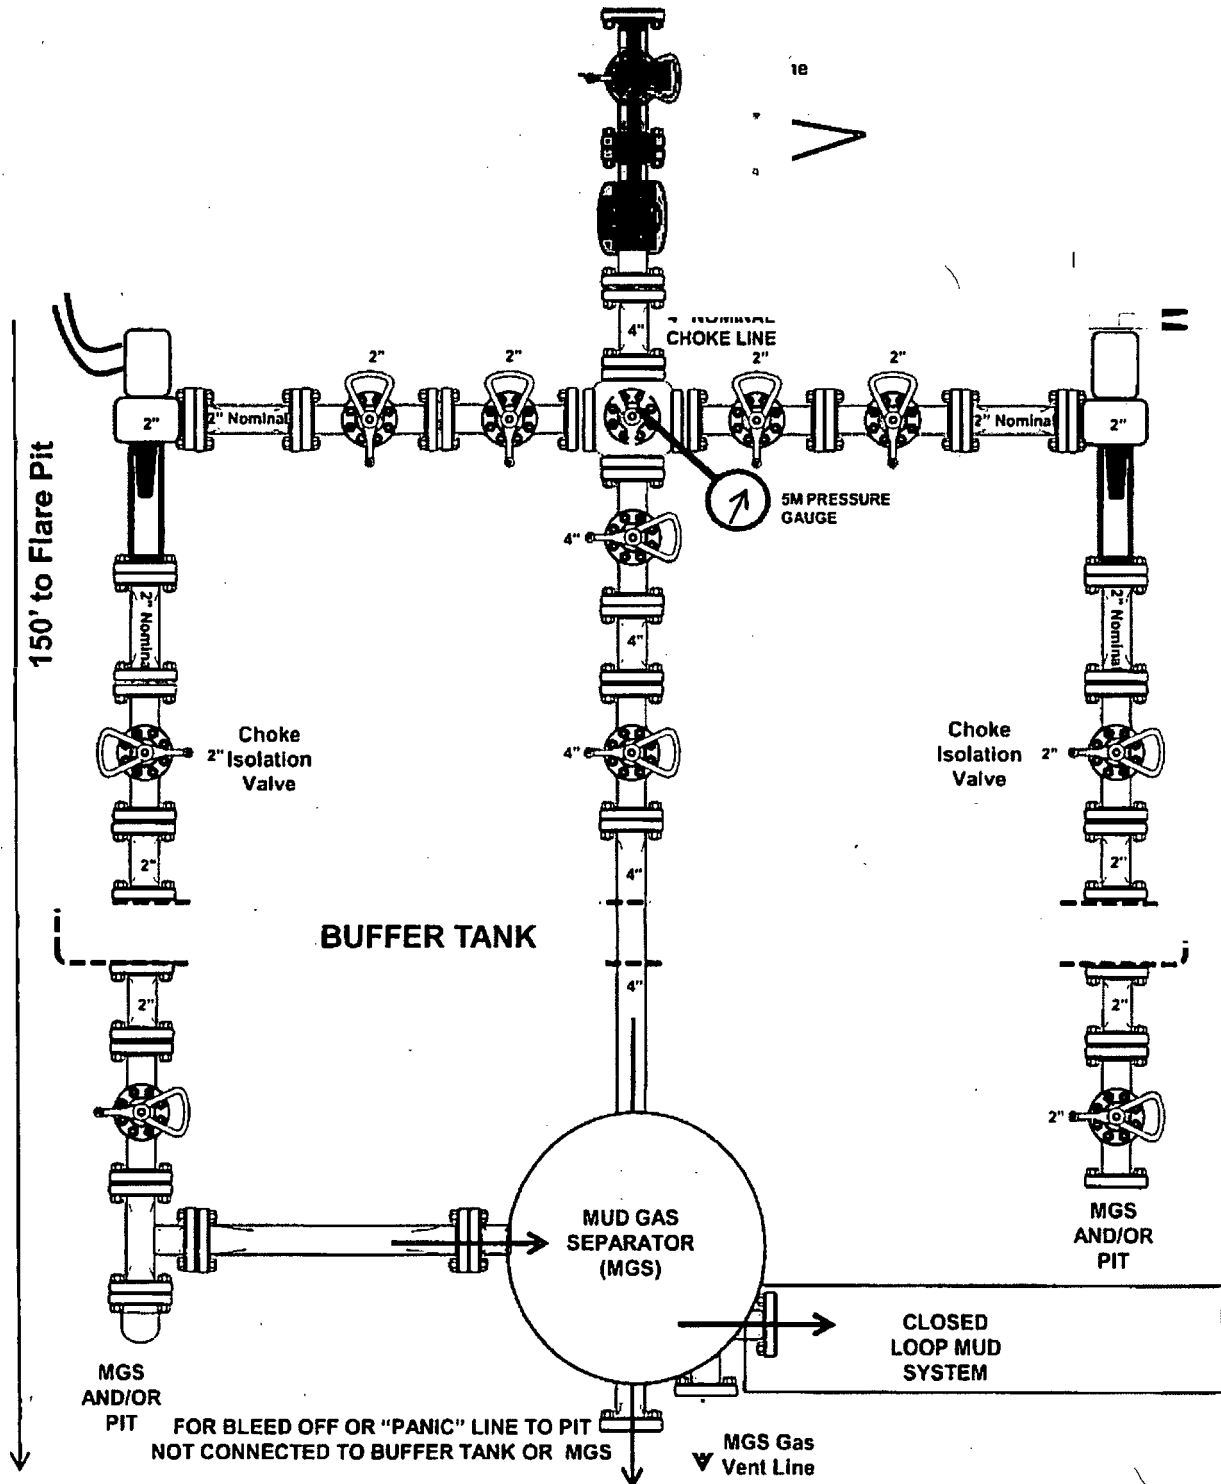 4"
4" NOMINAL
CHOKE LINE
2"
2"
2"
2"
2"
2" Nominal
2" Nominal
2"
150' to Flare Pit
5M PRESSURE
GAUGE
4"
2" Nominal
4"
2" Nominal
Choke
2" Isolation
Valve
4"
Choke
Isolation
Valve
2"
2"
4"
2"
BUFFER TANK
2"
4"
2"
2"
MUD GAS
SEPARATOR
(MGS)
MGS
AND/OR
PIT
CLOSED
LOOP MUD
SYSTEM
MGS
AND/OR
PIT
FOR BLEED OFF OR "PANIC" LINE TO PIT
NOT CONNECTED TO BUFFER TANK OR MGS
MGS Gas
Vent Line